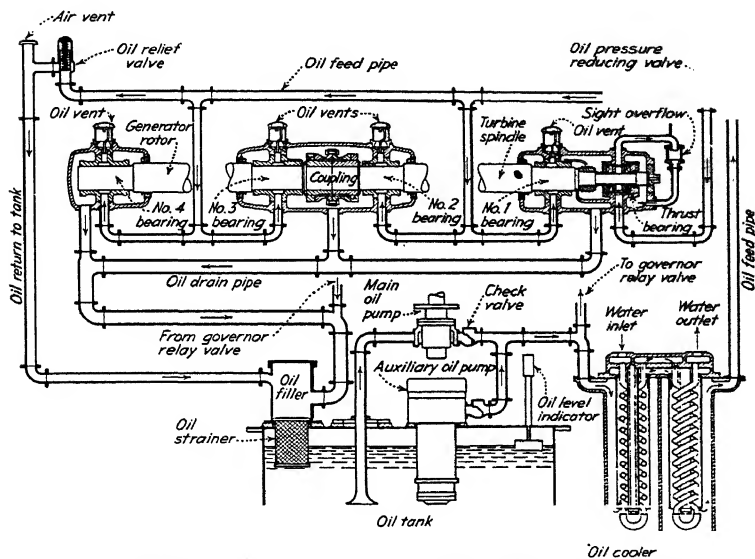 Air vent
Oil relief
valve
Oil feed pipe
Oil pressure
reducing valve
Oil vent
Generator
rotor
Oil vents
Turbine
spindle
Oil vent
Sight overflow
Coupling
No. 4
bearing
No. 3
bearing
No. 2
bearing
No. 1
bearing
Thrust
bearing
Oil return to tank
Oil drain pipe
Oil feed pipe
Main
oil
pump
Check
valve
To governor
relay valve
From governor
relay valve
Water
inlet
Water
outlet
Oil
filler
Auxiliary oil pump
Oil level
indicator
Oil
strainer
Oil tank
Oil cooler